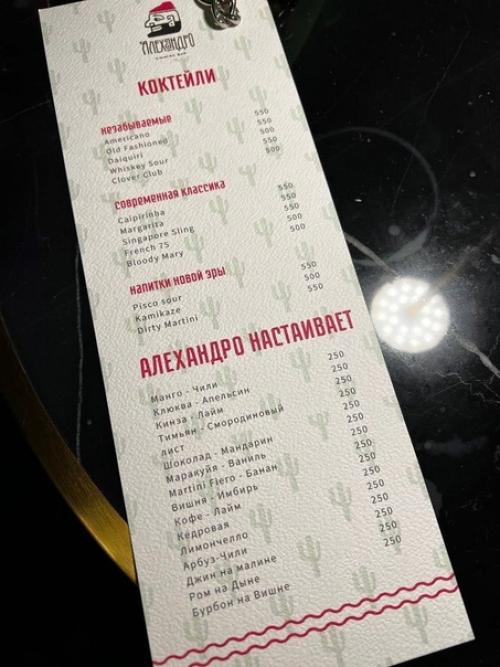 АЛЕХАНДРО
КОКТЕЙЛИ
незабываемые
Americano 550
Old Fashioned 550
Daiquiri 500
Whiskey Sour 550
Clover Club 500
современная классика
Caipirinha 550
Margarita 550
Singapore Sling 550
French 75 500
Bloody Mary 500
напитки новой эры
Pisco sour 550
Kamikaze 500
Dirty Martini 550
АЛЕХАНДРО НАСТАИВАЕТ
Манго - Чили 250
Клюква - Апельсин 250
Кинза - Лайм 250
Тимьян - Смородиновый 250
лист
Шоколад - Мандарин 250
Маракуйя - Ваниль 250
Martini Fiero - Банан 250
Вишня - Имбирь 250
Кофе - Лайм 250
Кедровая 250
Лимончелло 250
Арбуз-Чили 250
Джин на малине 250
Ром на Дыне 250
Бурбон на Вишне 250